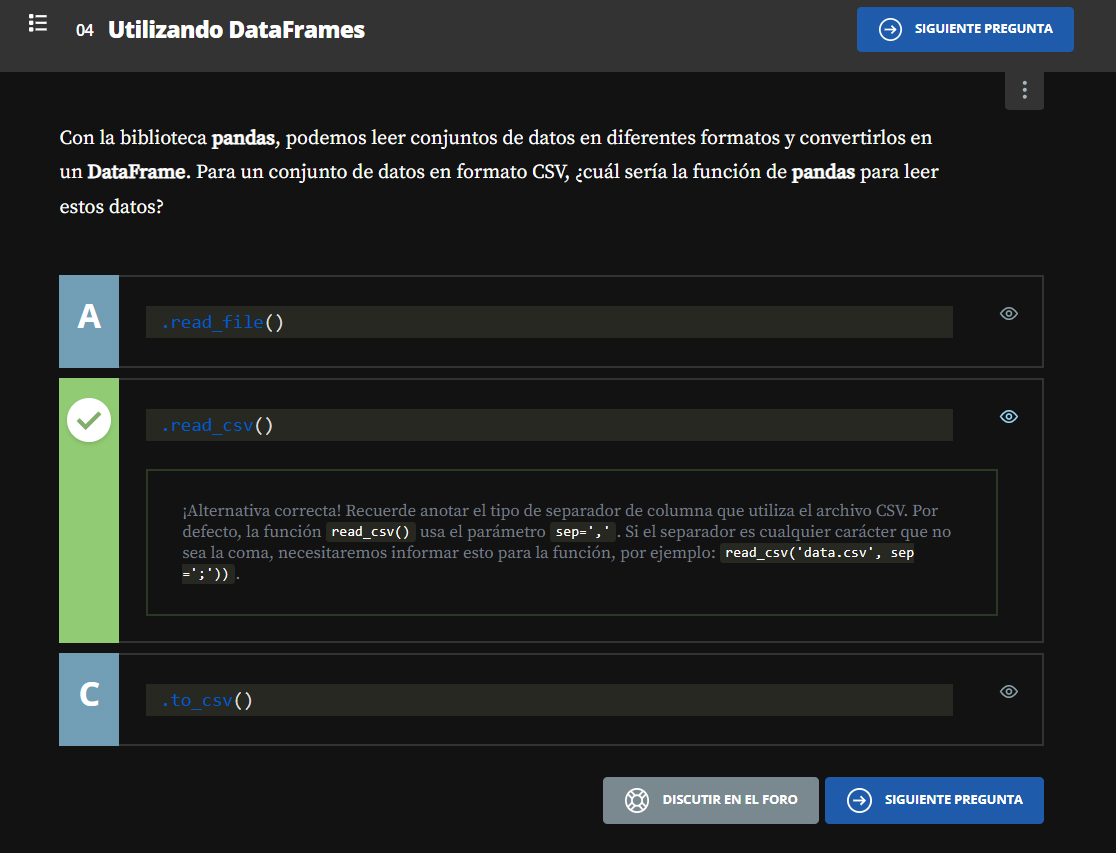 04 Utilizando DataFrames
SIGUIENTE PREGUNTA
Con la biblioteca pandas, podemos leer conjuntos de datos en diferentes formatos y convertirlos en
un DataFrame. Para un conjunto de datos en formato CSV, ¿cuál sería la función de pandas para leer
estos datos?
A
.read_file()
.read_csv()
¡Alternativa correcta! Recuerde anotar el tipo de separador de columna que utiliza el archivo CSV. Por
defecto, la función read_csv() usa el parámetro sep=','. Si el separador es cualquier carácter que no
sea la coma, necesitaremos informar esto para la función, por ejemplo: read_csv('data.csv', sep
=';')).
C
.to_csv()
DISCUTIR EN EL FORO
SIGUIENTE PREGUNTA